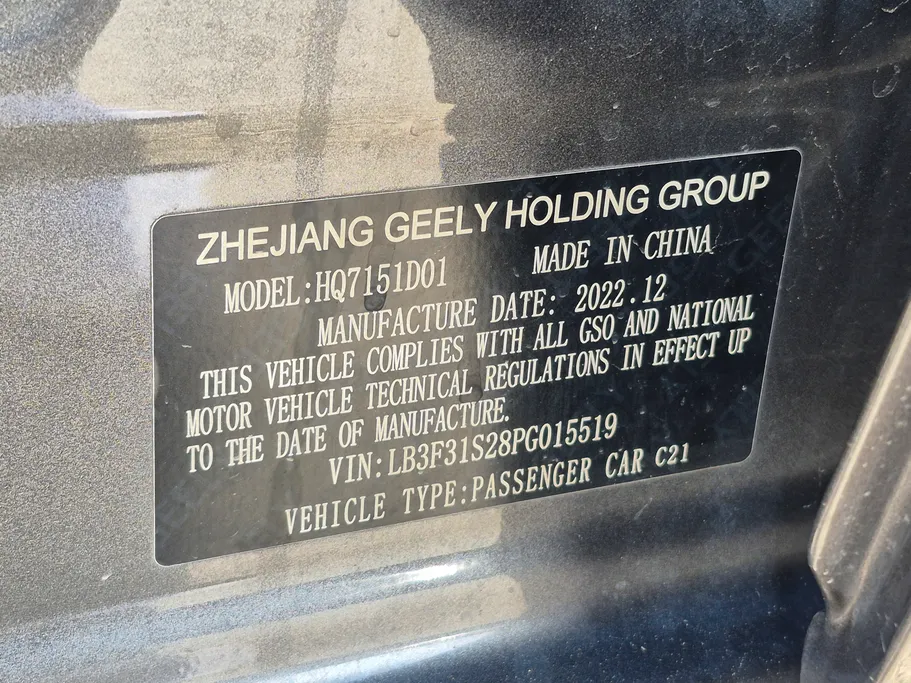 ZHEJIANG GEELY HOLDING GROUP
MODEL:HQ7151D01 MADE IN CHINA
MANUFACTURE DATE: 2022.12
THIS VEHICLE COMPLIES WITH ALL GSO AND NATIONAL
MOTOR VEHICLE TECHNICAL REGULATIONS IN EFFECT UP
TO THE DATE OF MANUFACTURE.
VIN:LB3F31S28PG015519
VEHICLE TYPE:PASSENGER CAR C21